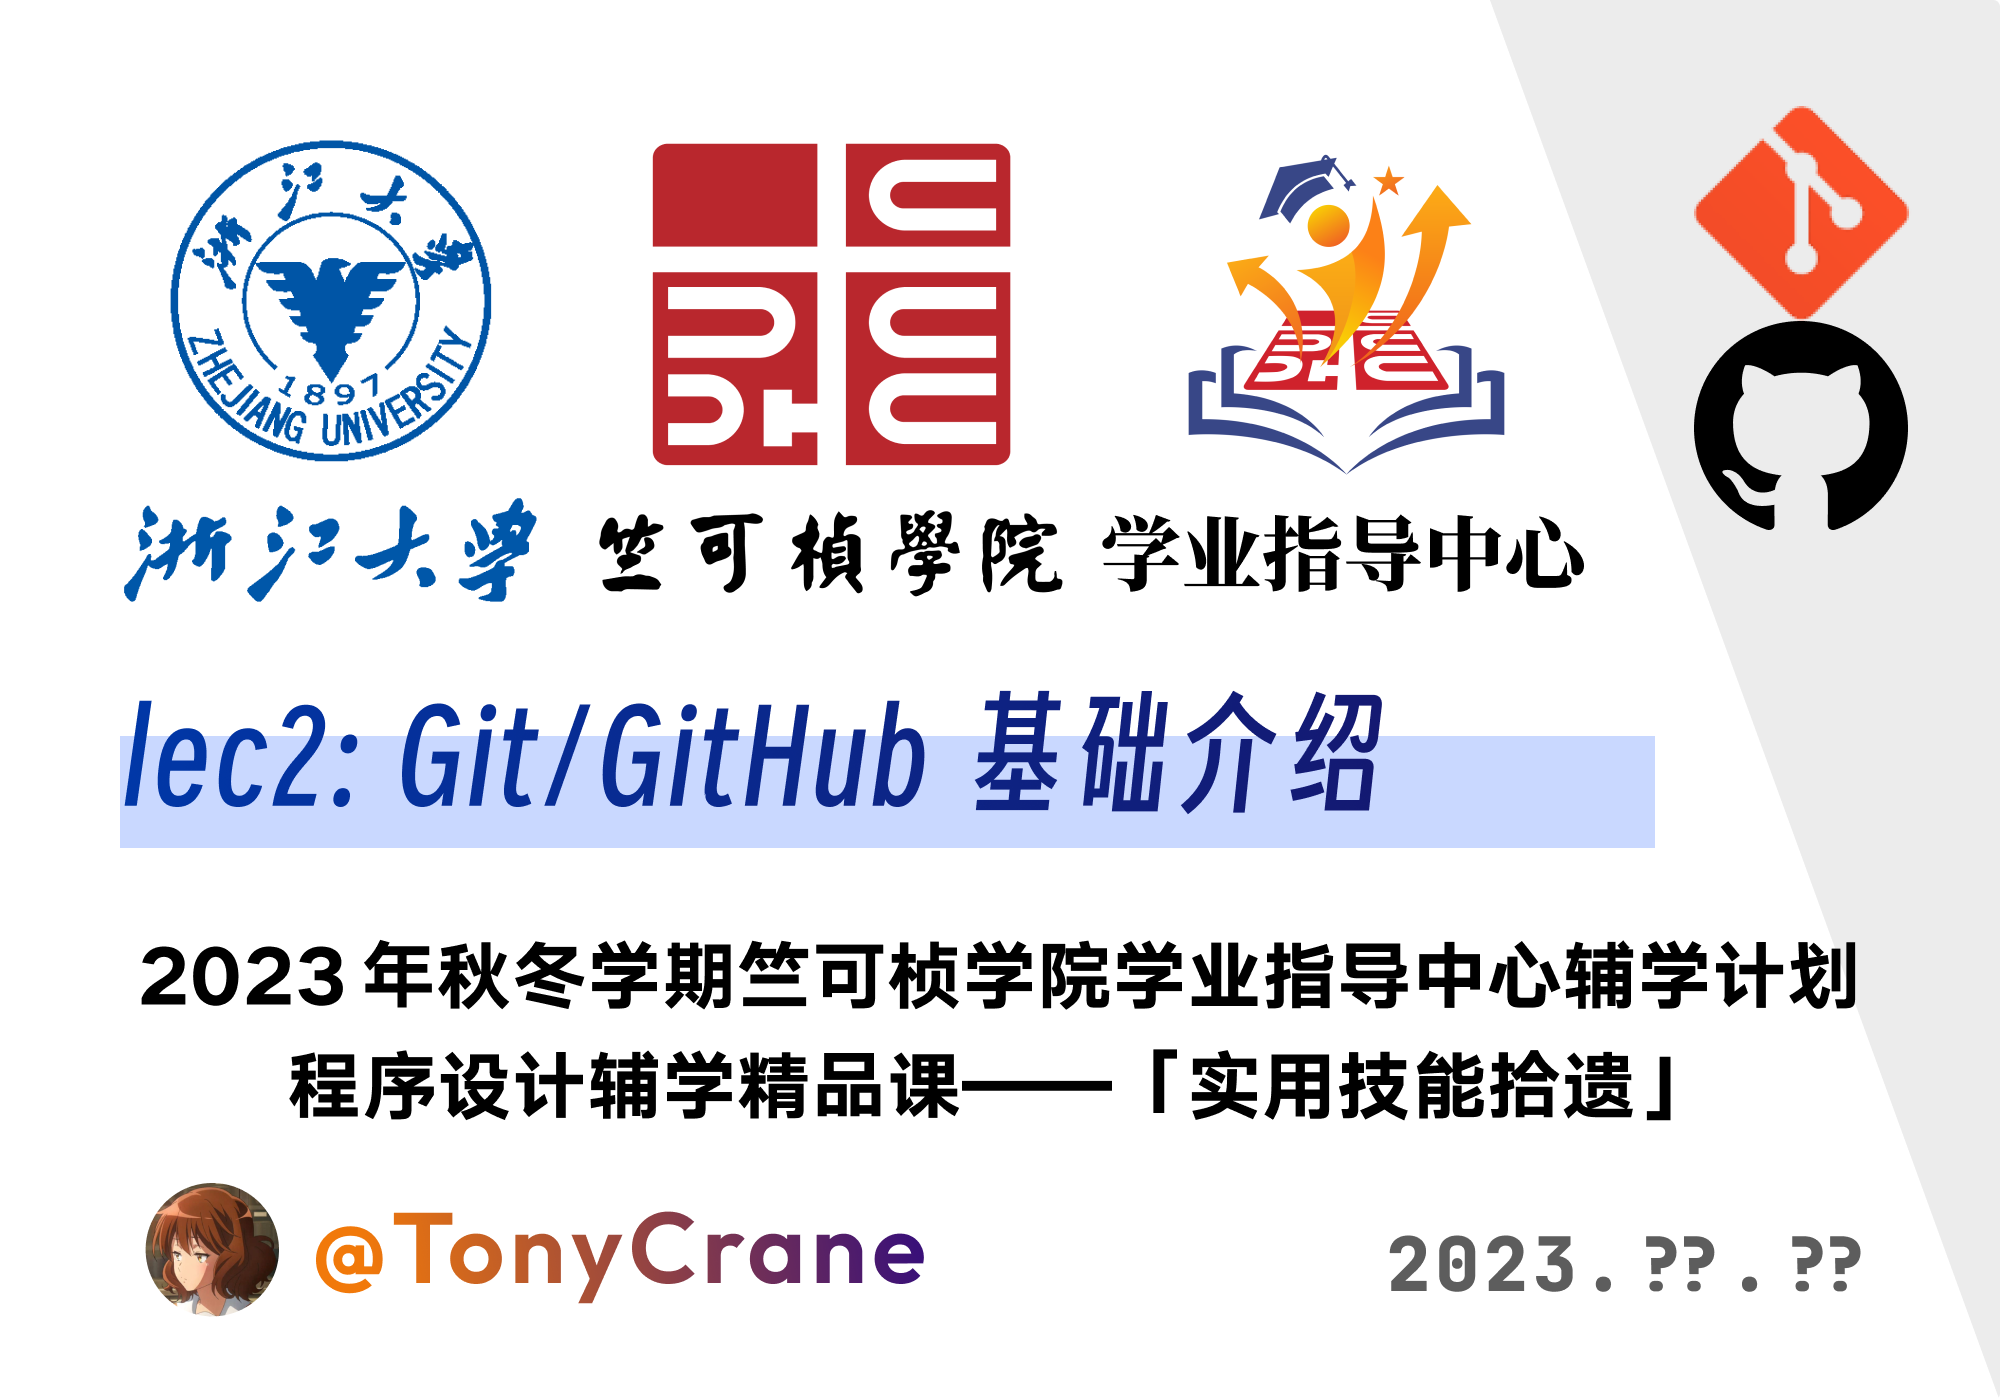 浙江大學
ZHEJIANG UNIVERSITY
1897
浙江大學 竺可楨學院 学业指导中心
lec2: Git/GitHub 基础介绍
2023 年秋冬学期竺可桢学院学业指导中心辅学计划
程序设计辅学精品课——「实用技能拾遗」
@TonyCrane
2023.??.??